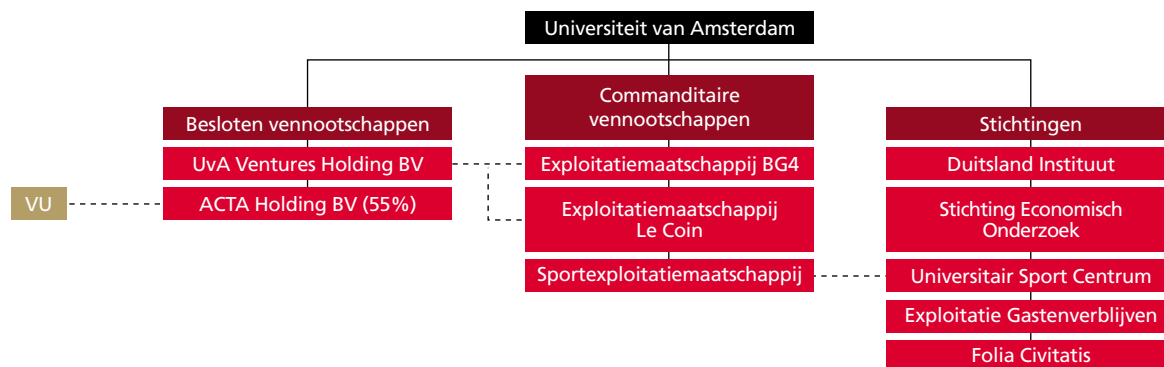 Universiteit van Amsterdam
Besloten vennootschappen
UvA Ventures Holding BV
VU
ACTA Holding BV (55%)
Commanditaire
vennootschappen
Exploitatiemaatschappij BG4
Exploitatiemaatschappij
Le Coin
Sportexploitatiemaatschappij
Stichtingen
Duitsland Instituut
Stichting Economisch
Onderzoek
Universitair Sport Centrum
Exploitatie Gastenverblijven
Folia Civitatis